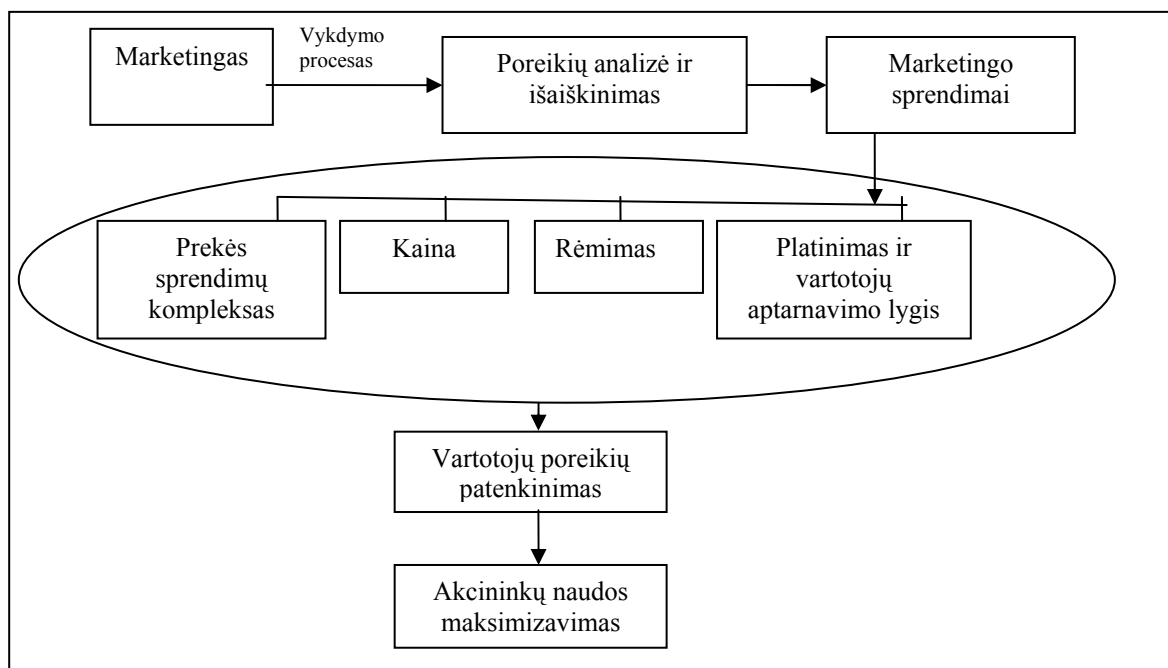 Marketingas
Vykdymo
procesas
Poreikių analizė ir
išaiškinimas
Marketingo
sprendimai
Prekės
sprendimų
kompleksas
Kaina
Rėmimas
Platinimas ir
vartotojų
aptarnavimo lygis
Vartotojų poreikių
patenkinimas
Akcininkų naudos
maksimizavimas